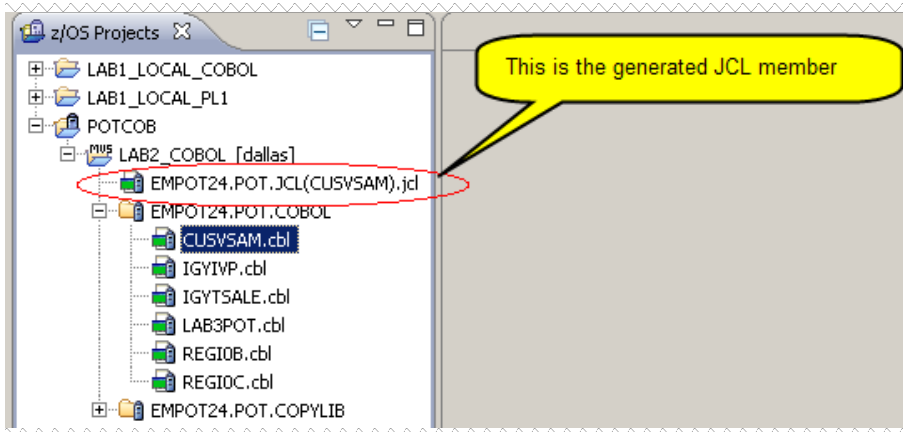 z/OS Projects
This is the generated JCL member
LAB1_LOCAL_COBOL
LAB1_LOCAL_PL1
POTCOB
MVS LAB2_COBOL [dallas]
EMPOT24.POT.JCL(CUSVSAM).jcl
EMPOT24.POT.COBOL
CUSVSAM.cbl
IGYIVP.cbl
IGYTSALE.cbl
LAB3POT.cbl
REGI0B.cbl
REGI0C.cbl
EMPOT24.POT.COPYLIB